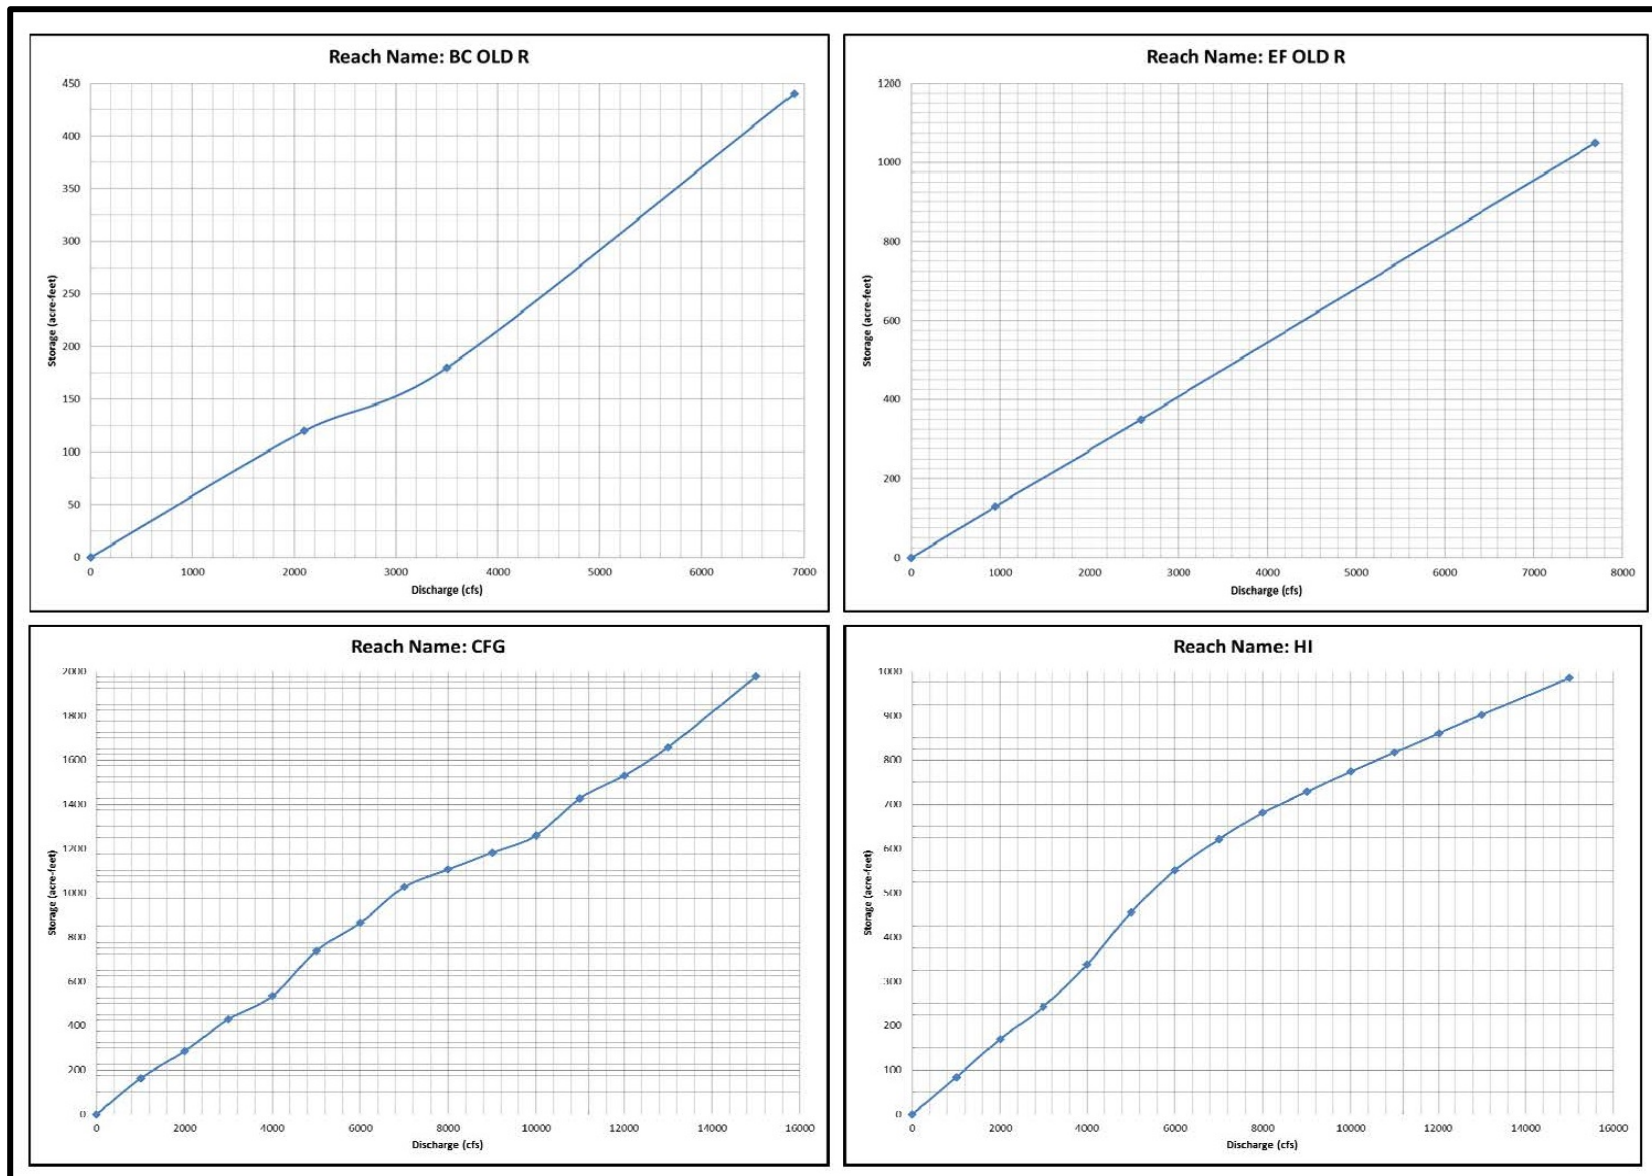 Reach Name: BC OLD R
450
400
350
300
250
200
150
100
50
0
Storage (acre-feet)
0 1000 2000 3000 4000 5000 6000 7000
Discharge (cfs)
Reach Name: EF OLD R
1200
1000
800
600
400
200
0
Storage (acre-feet)
0 1000 2000 3000 4000 5000 6000 7000 8000
Discharge (cfs)
Reach Name: CFG
2000
1800
1600
1400
1200
1000
800
600
400
200
0
Storage (acre-feet)
0 2000 4000 6000 8000 10000 12000 14000 16000
Discharge (cfs)
Reach Name: HI
1000
900
800
700
600
500
400
300
200
100
0
Storage (acre-feet)
0 2000 4000 6000 8000 10000 12000 14000 16000
Discharge (cfs)